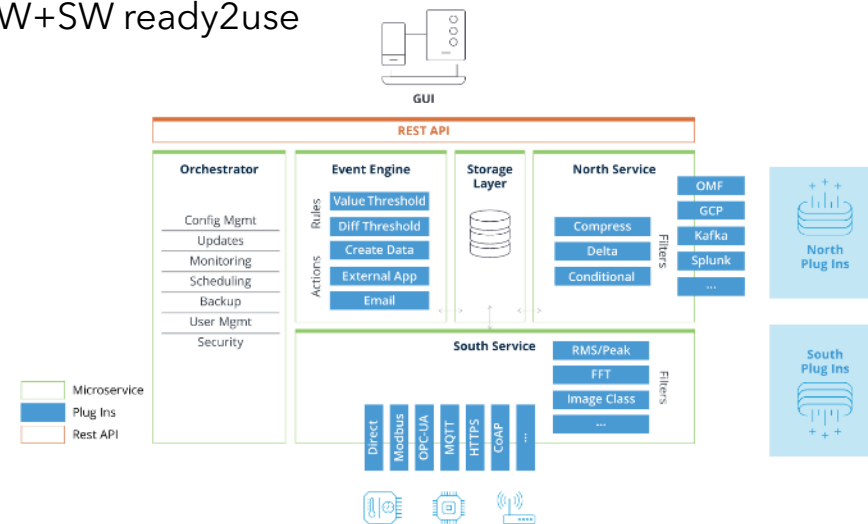 W+SW ready2use
GUI
REST API
Orchestrator
Config Mgmt
Updates
Monitoring
Scheduling
Backup
User Mgmt
Security
Event Engine
Rules
Value Threshold
Diff Threshold
Actions
Create Data
External App
Email
Storage
Layer
North Service
Compress
Delta
Conditional
Filters
OMF
GCP
Kafka
Splunk
...
North
Plug Ins
South Service
RMS/Peak
FFT
Image Class
...
Filters
Direct
Modbus
OPC-UA
MQTT
HTTPS
CoAP
...
South
Plug Ins
Microservice
Plug Ins
Rest API